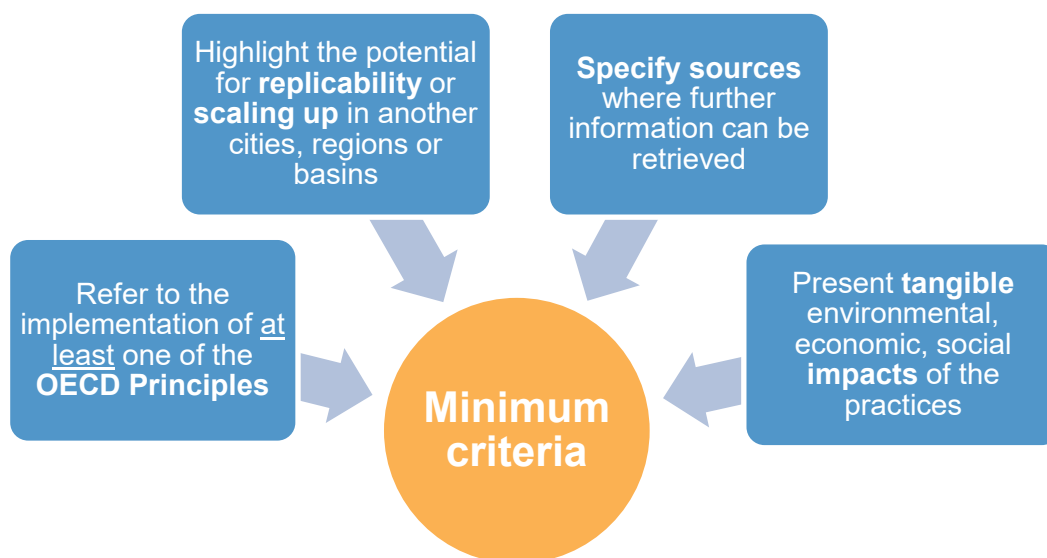 Highlight the potential
for replicability or
scaling up in another
cities, regions or
basins
Specify sources
where further
information can be
retrieved
Refer to the
implementation of at
least one of the
OECD Principles
Present tangible
environmental,
economic, social
impacts of the
practices
Minimum
criteria